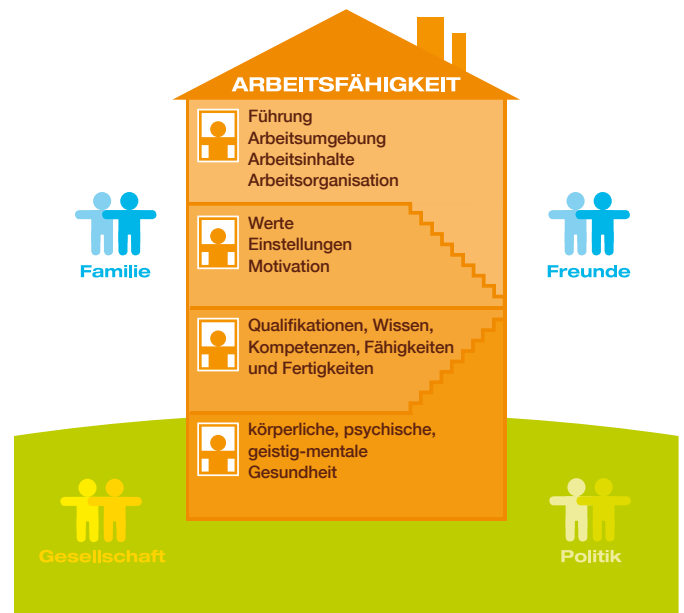 ARBEITSFÄHIGKEIT
Führung
Arbeitsumgebung
Arbeitsinhalte
Arbeitsorganisation
Werte
Einstellungen
Motivation
Familie
Freunde
Qualifikationen, Wissen,
Kompetenzen, Fähigkeiten
und Fertigkeiten
körperliche, psychische,
geistig-mentale
Gesundheit
Gesellschaft
Politik